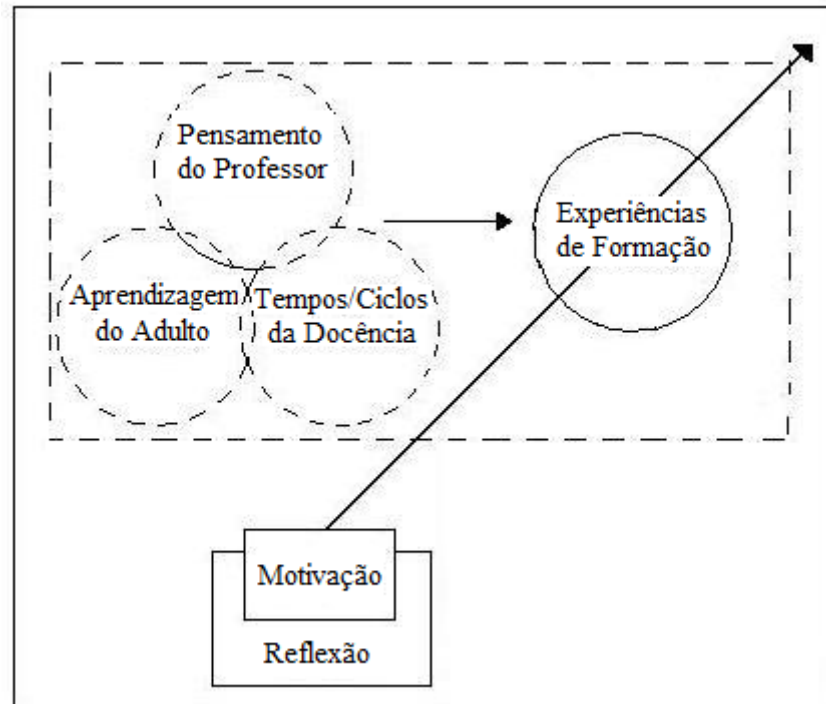 Pensamento
do Professor
Aprendizagem
do Adulto
Tempos/Ciclos
da Docência
Experiências
de Formação
Motivação
Reflexão